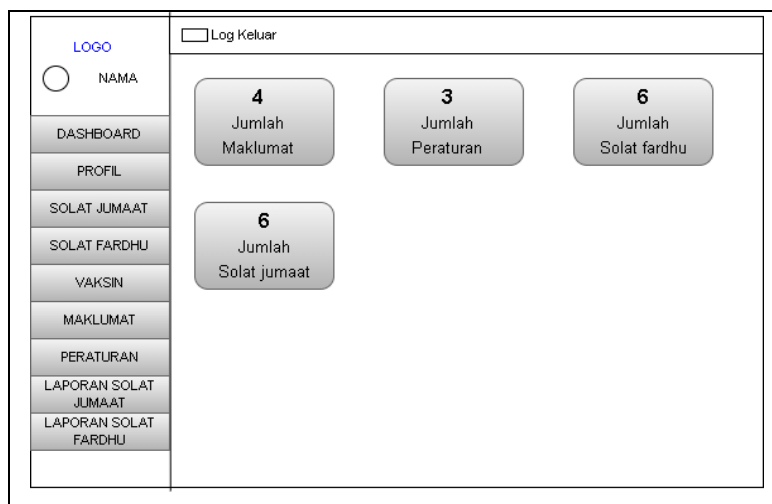 LOGO
NAMA
DASHBOARD
PROFIL
SOLAT JUMAAT
SOLAT FARDHU
VAKSIN
MAKLUMAT
PERATURAN
LAPORAN SOLAT
JUMAAT
LAPORAN SOLAT
FARDHU
Log Keluar
4
Jumlah
Maklumat
3
Jumlah
Peraturan
6
Jumlah
Solat fardhu
6
Jumlah
Solat jumaat